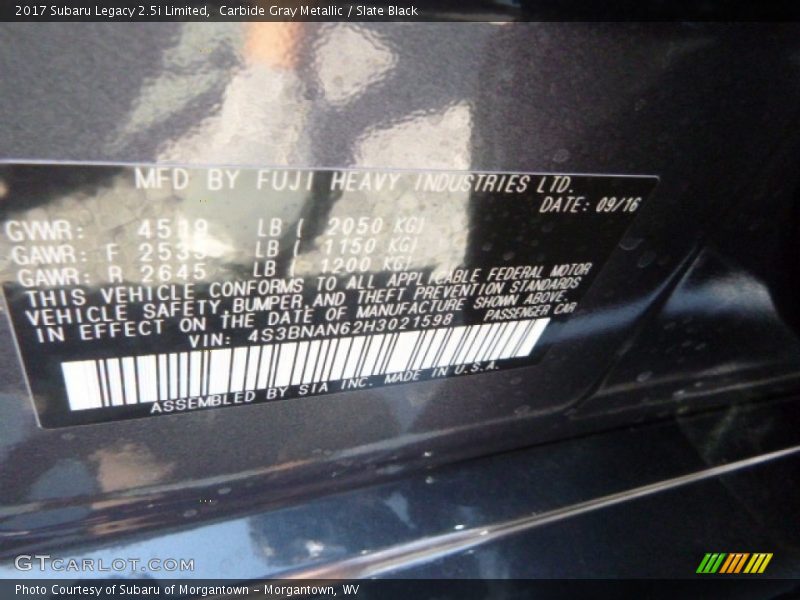 2017 Subaru Legacy 2.5i Limited, Carbide Gray Metallic / Slate Black
MFD BY FUJI HEAVY INDUSTRIES LTD.
DATE: 09/16
GVWR: 4519 LB ( 2050 KG)
GAWR: F 2535 LB ( 1150 KG)
GAWR: R 2645 LB ( 1200 KG)
THIS VEHICLE CONFORMS TO ALL APPLICABLE FEDERAL MOTOR
VEHICLE SAFETY,BUMPER,AND THEFT PREVENTION STANDARDS
IN EFFECT ON THE DATE OF MANUFACTURE SHOWN ABOVE.
VIN: 4S3BNAN62H3021598 PASSENGER CAR
ASSEMBLED BY SIA INC. MADE IN U.S.A.
GTCARLOT.COM
Photo Courtesy of Subaru of Morgantown - Morgantown, WV